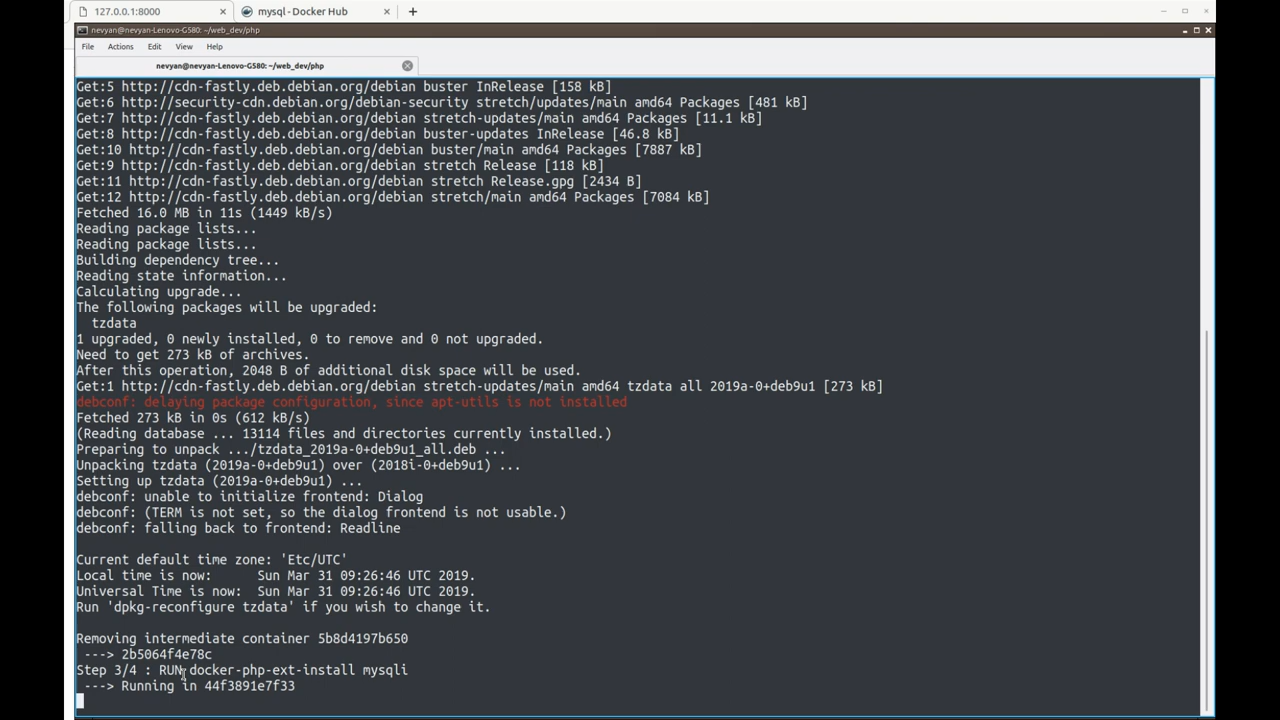 127.0.0.1:8000
mysql - Docker Hub
nevyan@nevyan-Lenovo-G580: ~/web_dev/php
File Actions Edit View Help
nevyan@nevyan-Lenovo-G580: ~/web_dev/php
Get:5 http://cdn-fastly.deb.debian.org/debian buster InRelease [158 kB]
Get:6 http://security-cdn.debian.org/debian-security stretch/updates/main amd64 Packages [481 kB]
Get:7 http://cdn-fastly.deb.debian.org/debian stretch-updates/main amd64 Packages [11.1 kB]
Get:8 http://cdn-fastly.deb.debian.org/debian buster-updates InRelease [46.8 kB]
Get:10 http://cdn-fastly.deb.debian.org/debian buster/main amd64 Packages [7887 kB]
Get:9 http://cdn-fastly.deb.debian.org/debian stretch Release [118 kB]
Get:11 http://cdn-fastly.deb.debian.org/debian stretch Release.gpg [2434 B]
Get:12 http://cdn-fastly.deb.debian.org/debian stretch/main amd64 Packages [7084 kB]
Fetched 16.0 MB in 11s (1449 kB/s)
Reading package lists...
Reading package lists...
Building dependency tree...
Reading state information...
Calculating upgrade...
The following packages will be upgraded:
tzdata
1 upgraded, 0 newly installed, 0 to remove and 0 not upgraded.
Need to get 273 kB of archives.
After this operation, 2048 B of additional disk space will be used.
Get:1 http://cdn-fastly.deb.debian.org/debian stretch-updates/main amd64 tzdata all 2019a-0+deb9u1 [273 kB]
debconf: delaying package configuration, since apt-utils is not installed
Fetched 273 kB in 0s (612 kB/s)
(Reading database ... 13114 files and directories currently installed.)
Preparing to unpack .../tzdata_2019a-0+deb9u1_all.deb ...
Unpacking tzdata (2019a-0+deb9u1) over (2018i-0+deb9u1) ...
Setting up tzdata (2019a-0+deb9u1) ...
debconf: unable to initialize frontend: Dialog
debconf: (TERM is not set, so the dialog frontend is not usable.)
debconf: falling back to frontend: Readline
Current default time zone: 'Etc/UTC'
Local time is now:      Sun Mar 31 09:26:46 UTC 2019.
Universal Time is now:  Sun Mar 31 09:26:46 UTC 2019.
Run 'dpkg-reconfigure tzdata' if you wish to change it.
Removing intermediate container 5b8d4197b650
---> 2b5064f4e78c
Step 3/4 : RUN docker-php-ext-install mysqli
---> Running in 44f3891e7f33